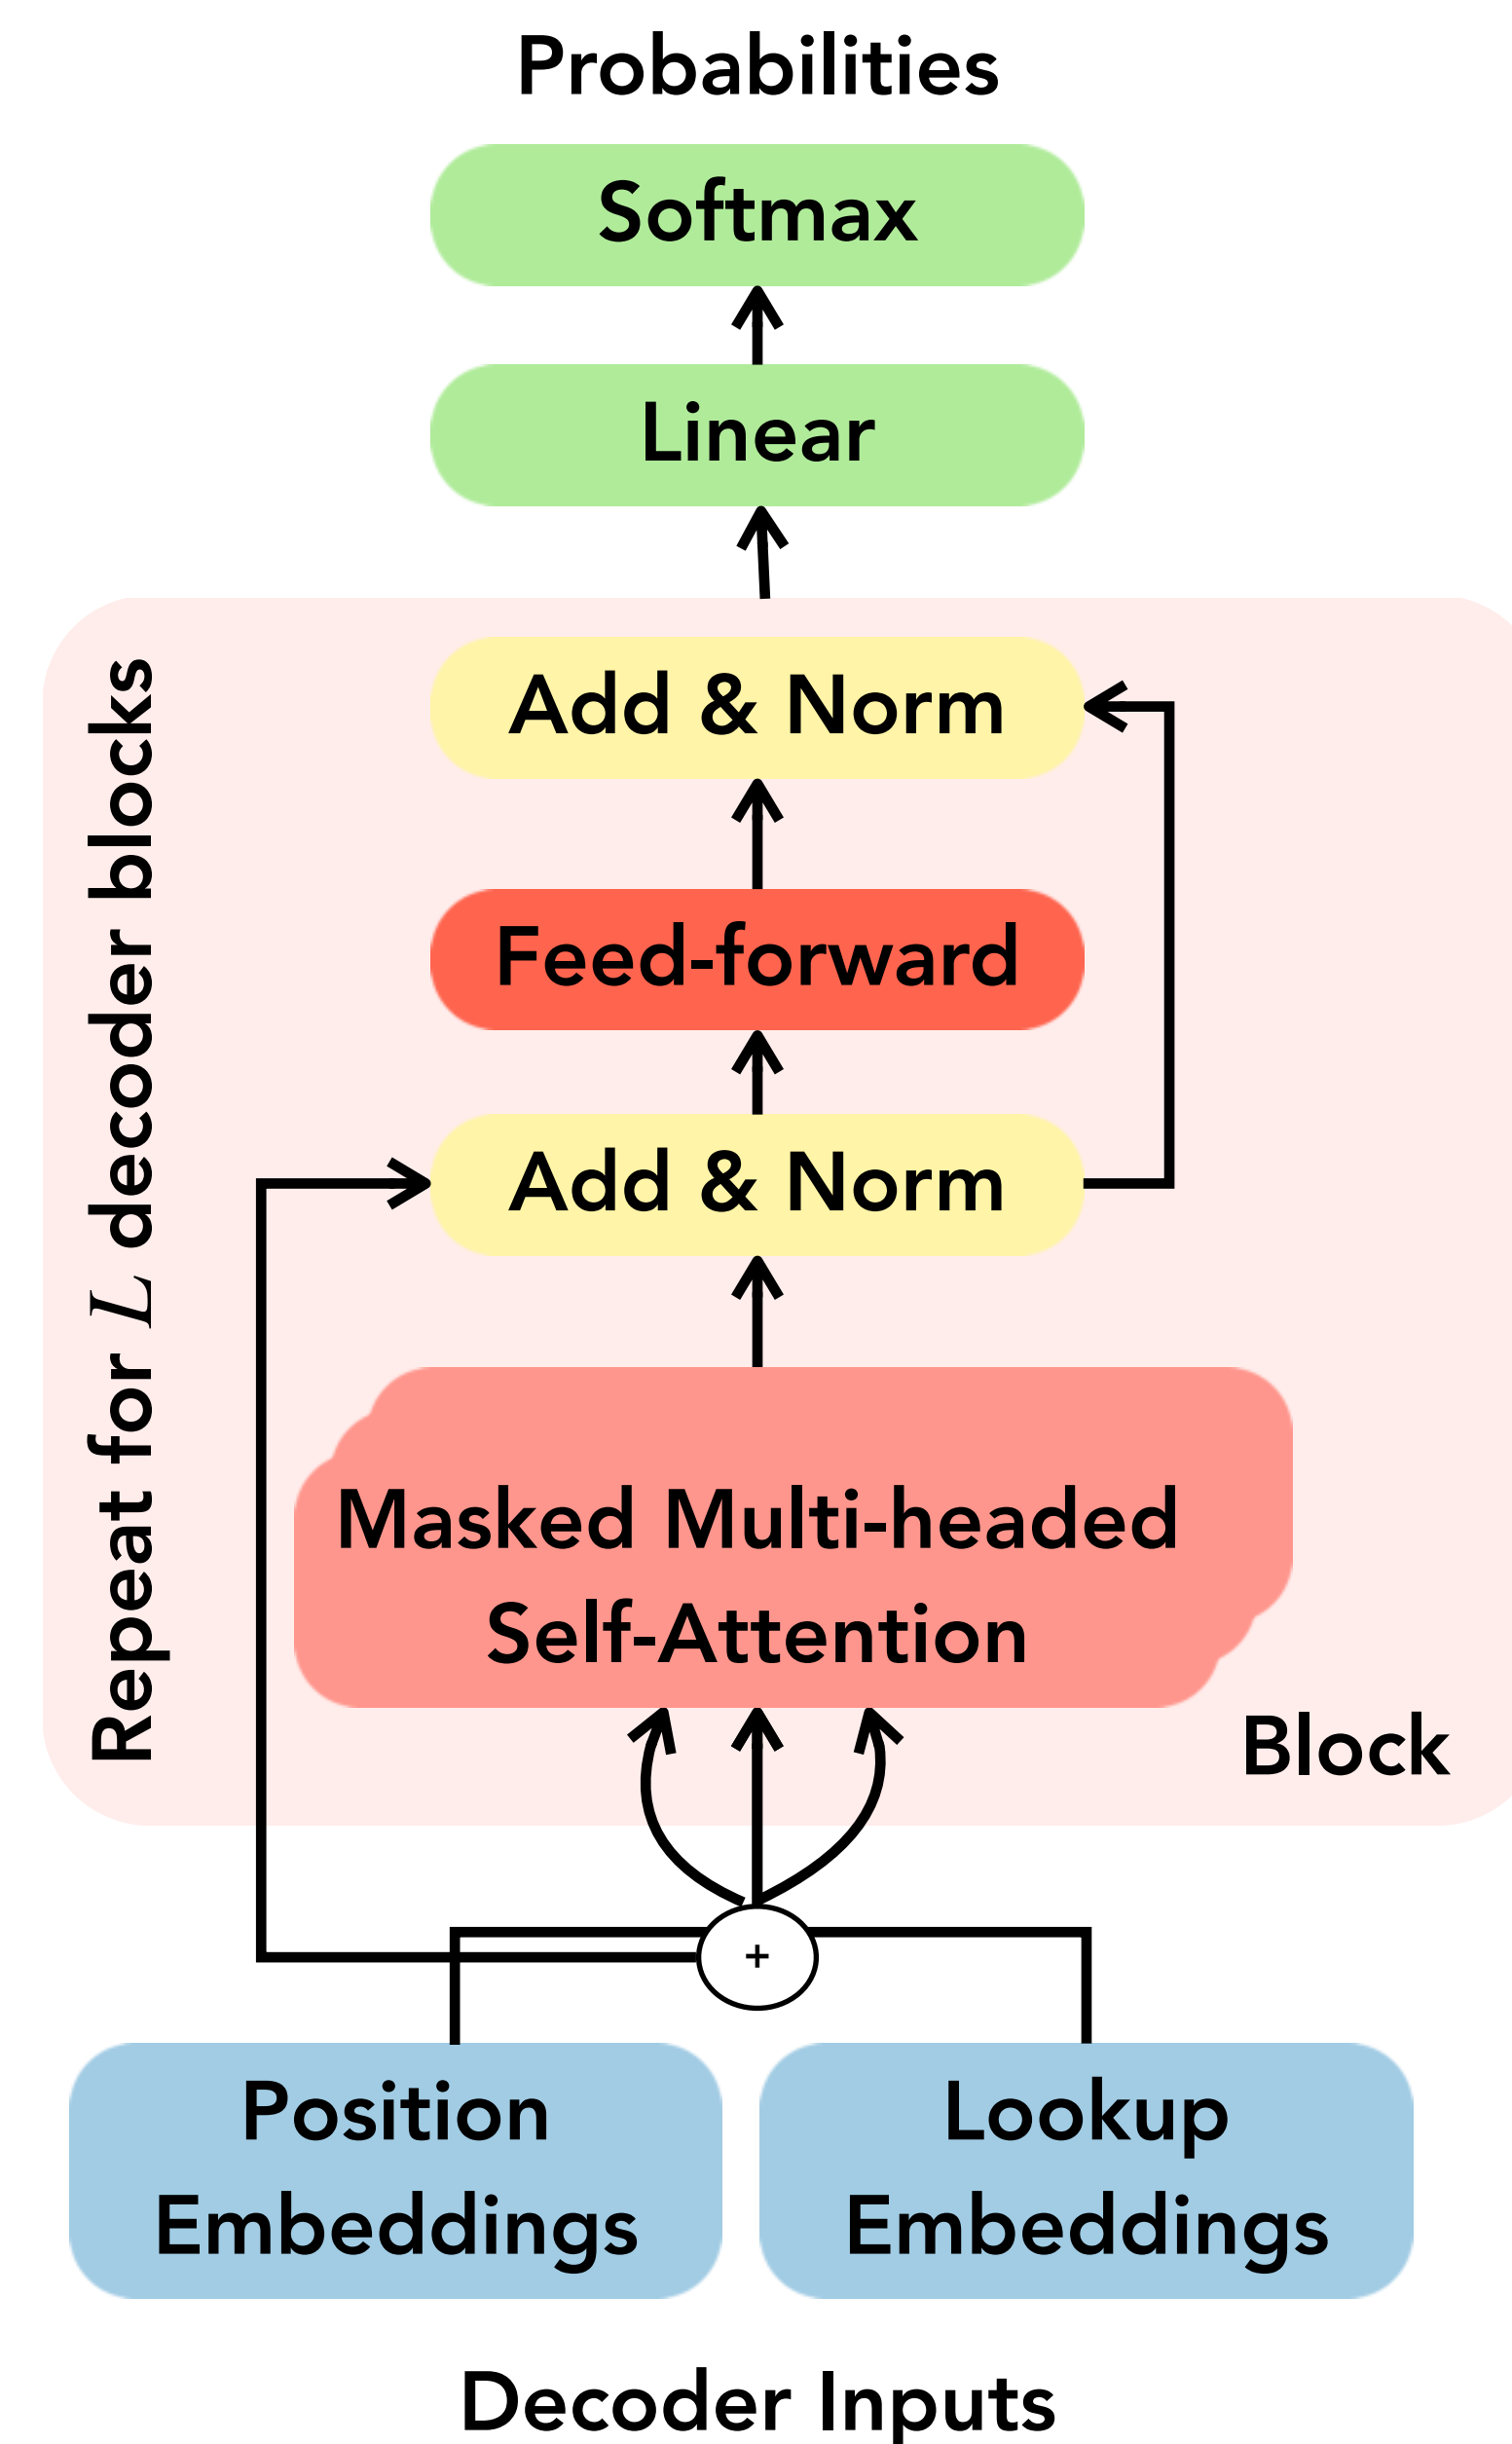 Probabilities
Softmax
Linear
Repeat for L decoder blocks
Add & Norm
Feed-forward
Add & Norm
Masked Multi-headed
Self-Attention
Block
+
Position
Embeddings
Lookup
Embeddings
Decoder Inputs